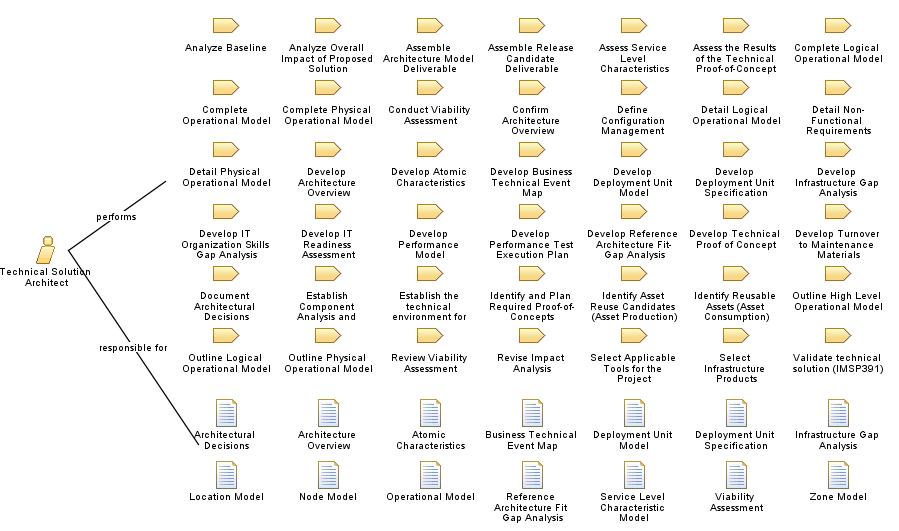 Analyze Baseline
Analyze Overall
Impact of Proposed
Solution
Assemble
Architecture Model
Deliverable
Assemble Release
Candidate
Deliverable
Assess Service
Level
Characteristics
Assess the Results
of the Technical
Proof-of-Concept
Complete Logical
Operational Model
Complete
Operational Model
Complete Physical
Operational Model
Conduct Viability
Assessment
Confirm
Architecture
Overview
Define
Configuration
Management
Detail Logical
Operational Model
Detail Non-
Functional
Requirements
Detail Physical
Operational Model
Develop
Architecture
Overview
Develop Atomic
Characteristics
Develop Business
Technical Event
Map
Develop
Deployment Unit
Model
Develop
Deployment Unit
Specification
Develop
Infrastructure Gap
Analysis
performs
Develop IT
Organization Skills
Gap Analysis
Develop IT
Readiness
Assessment
Develop
Performance
Model
Develop
Performance Test
Execution Plan
Develop Reference
Architecture Fit-
Gap Analysis
Develop Technical
Proof of Concept
Develop Turnover
to Maintenance
Materials
Technical Solution
Architect
Document
Architectural
Decisions
Establish
Component
Analysis and
Establish the
technical
environment for
Identify and Plan
Required Proof-of-
Concepts
Identify Asset
Reuse Candidates
(Asset Production)
Identify Reusable
Assets (Asset
Consumption)
Outline High Level
Operational Model
responsible for
Outline Logical
Operational Model
Outline Physical
Operational Model
Review Viability
Assessment
Revise Impact
Analysis
Select Applicable
Tools for the
Project
Select
Infrastructure
Products
Validate technical
solution (IMSP391)
Architectural
Decisions
Architecture
Overview
Atomic
Characteristics
Business Technical
Event Map
Deployment Unit
Model
Deployment Unit
Specification
Infrastructure Gap
Analysis
Location Model
Node Model
Operational Model
Reference
Architecture Fit
Gap Analysis
Service Level
Characteristic
Model
Viability
Assessment
Zone Model